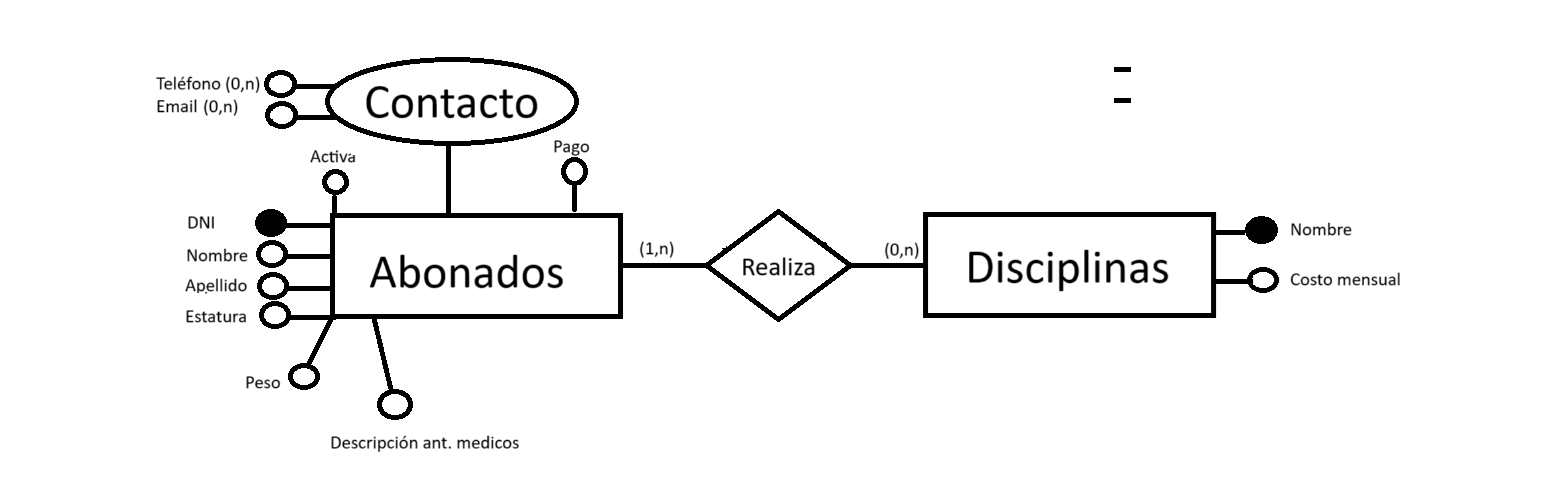 Teléfono (0,n)
Email (0,n)
Contacto
Activa
Pago
DNI
Nombre
Apellido
Estatura
Peso
Descripción ant. medicos
Abonados
(1,n)
Realiza
(0,n)
Disciplinas
Nombre
Costo mensual